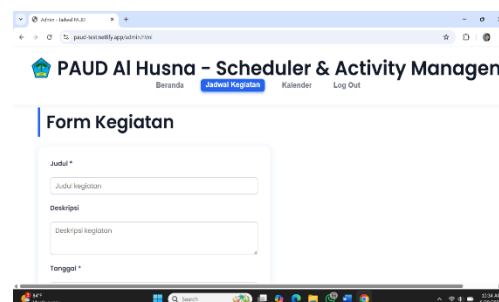 Admin - Jadwal PAUD
paud-test.netlify.app/admin.html
PAUD Al Husna - Scheduler & Activity Managen
Beranda Jadwal Kegiatan Kalender Log Out
Form Kegiatan
Judul *
Judul kegiatan
Deskripsi
Deskripsi kegiatan
Tanggal *
Search